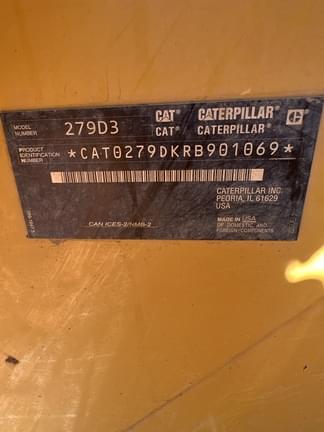 MODEL NUMBER 279D3 CAT CATERPILLAR
CAT® CATERPILLAR®
PRODUCT IDENTIFICATION NUMBER *CAT0279DKRB901069*
CATERPILLAR INC.
PEORIA, IL 61629
USA
MADE IN USA
OF DOMESTIC AND
FOREIGN COMPONENTS
CAN ICES-2/NMB-2